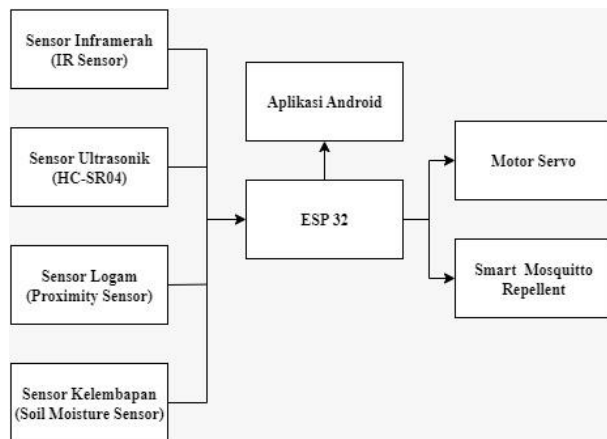 Sensor Inframerah
(IR Sensor)
Sensor Ultrasonik
(HC-SR04)
Sensor Logam
(Proximity Sensor)
Sensor Kelembapan
(Soil Moisture Sensor)
Aplikasi Android
ESP 32
Motor Servo
Smart Mosquitto
Repellent